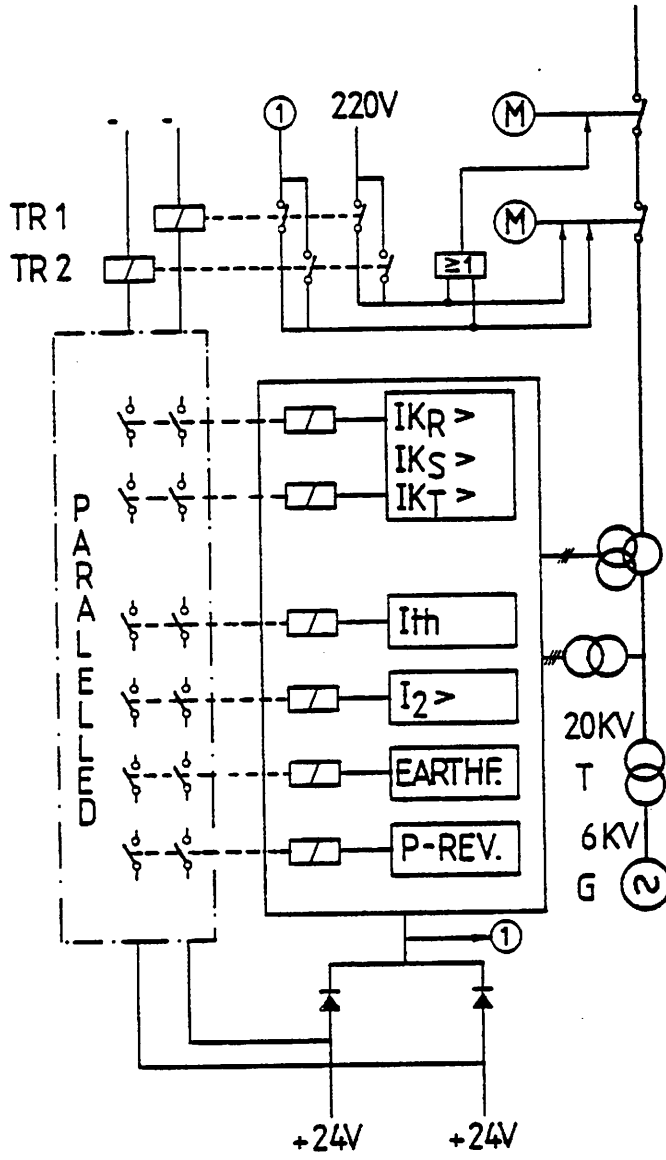 ① 220V
M
TR 1
M
TR 2
≥1
IKR >
IKS >
IKT >
PARALELLED
Ith
I2 >
20KV
EARTHF.
T
6KV
P-REV.
G
①
+24V +24V